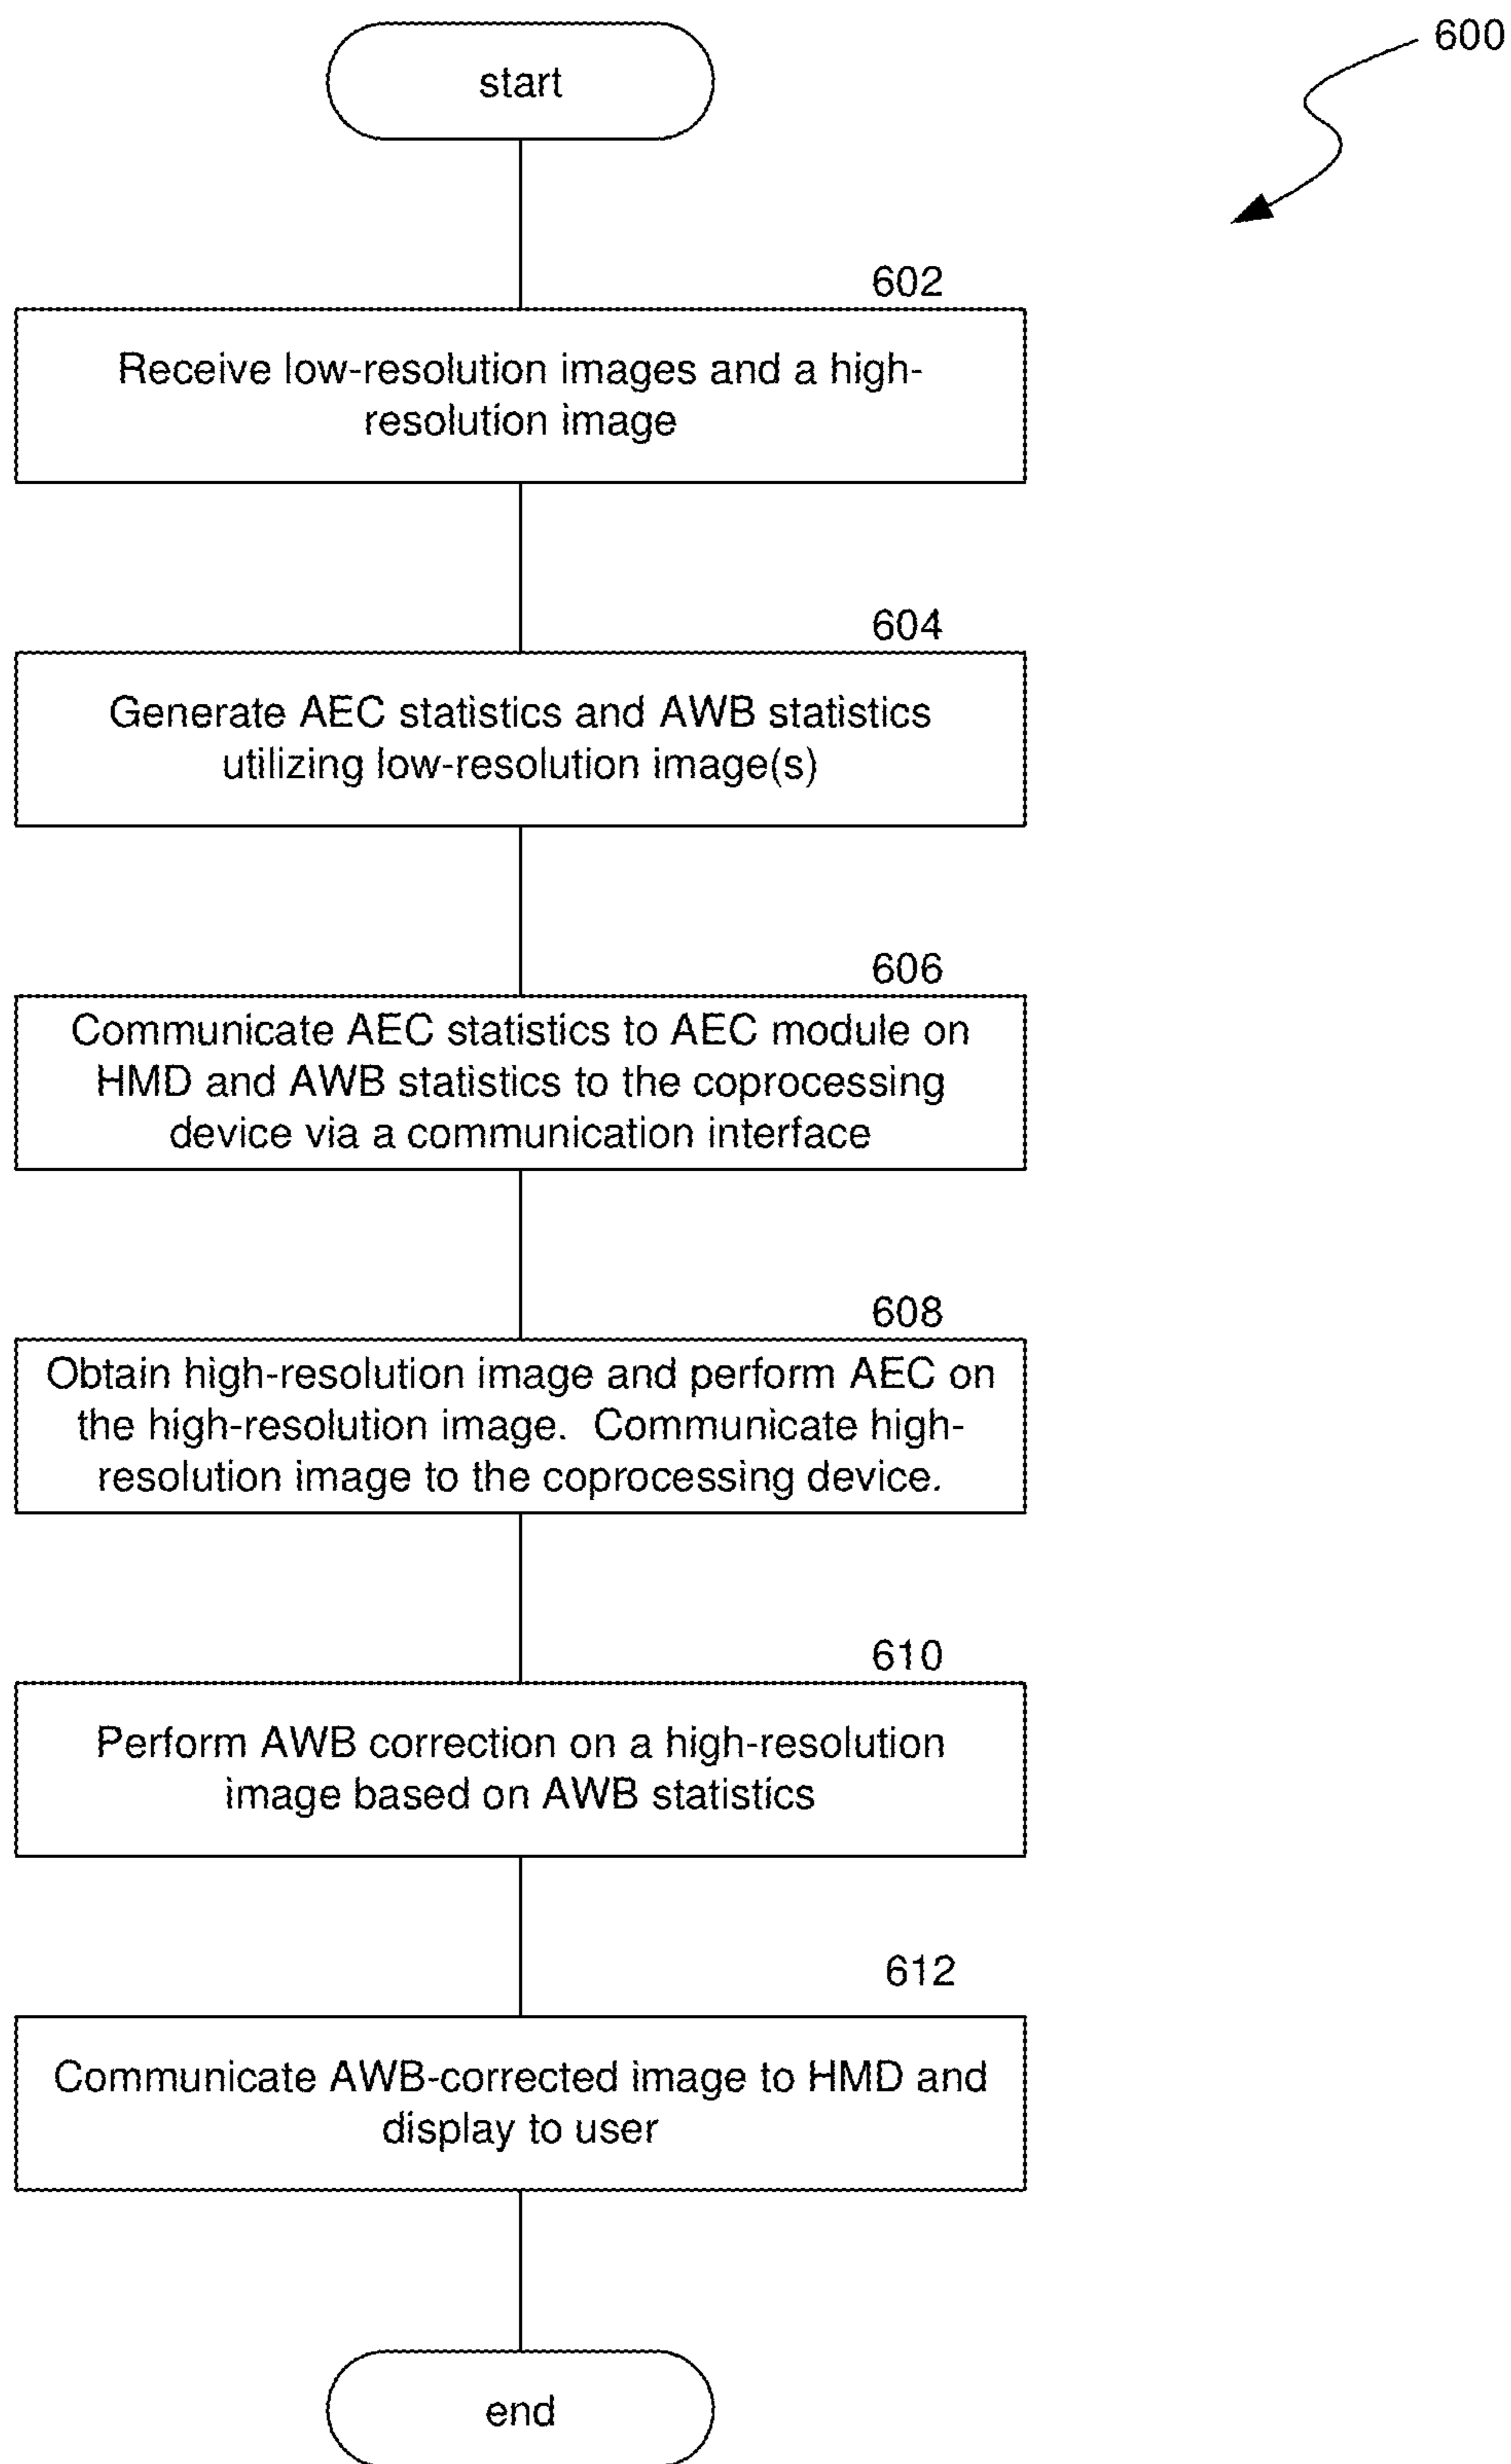 start
600
602
Receive low-resolution images and a high-
resolution image
604
Generate AEC statistics and AWB statistics
utilizing low-resolution image(s)
606
Communicate AEC statistics to AEC module on
HMD and AWB statistics to the coprocessing
device via a communication interface
608
Obtain high-resolution image and perform AEC on
the high-resolution image.  Communicate high-
resolution image to the coprocessing device.
610
Perform AWB correction on a high-resolution
image based on AWB statistics
612
Communicate AWB-corrected image to HMD and
display to user
end